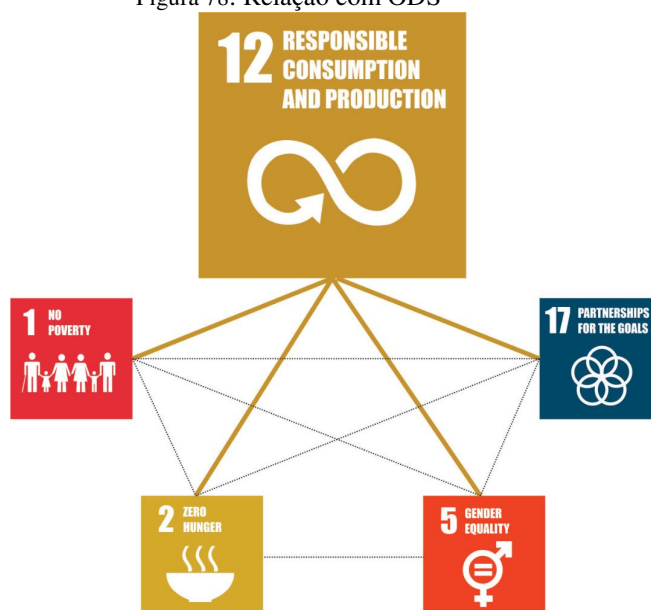 Figura 78: Relação com ODS
12 RESPONSIBLE
CONSUMPTION
AND PRODUCTION
1 NO
POVERTY
17 PARTNERSHIPS
FOR THE GOALS
2 ZERO
HUNGER
5 GENDER
EQUALITY